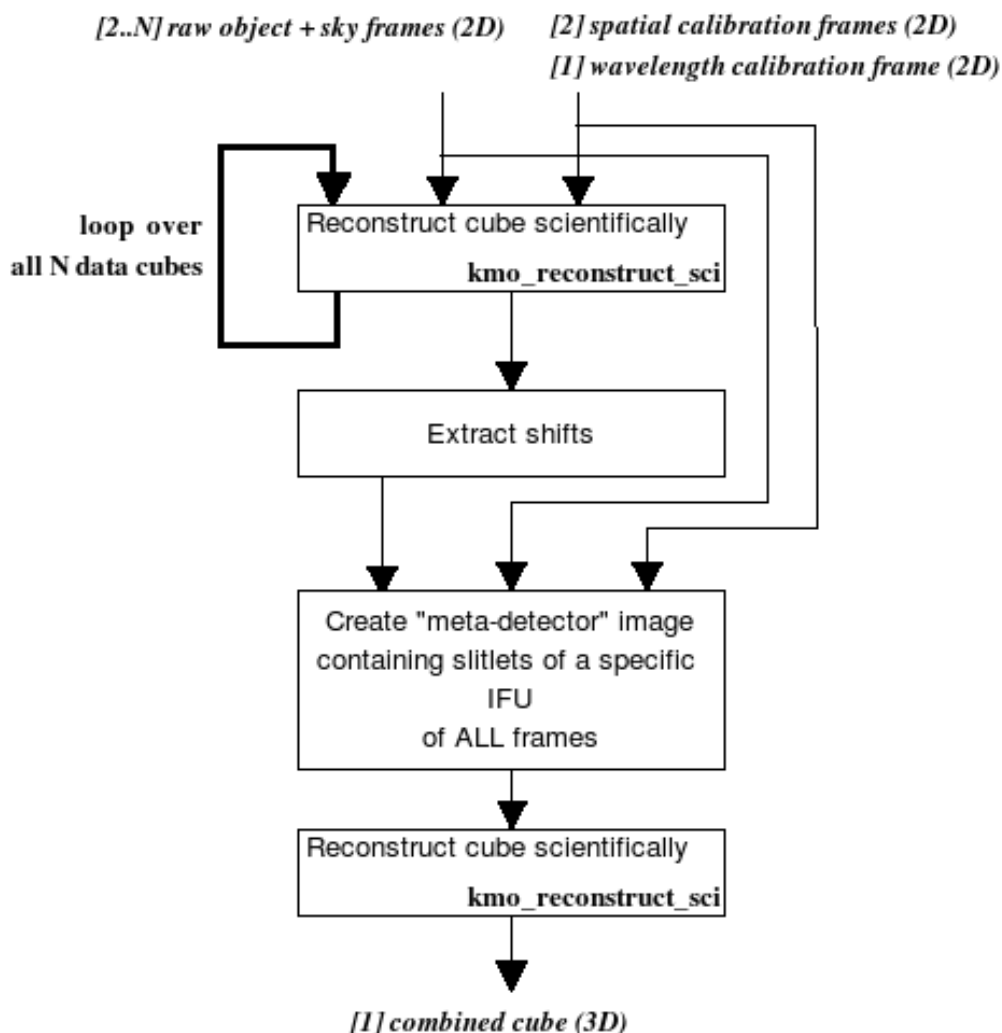 [2..N] raw object + sky frames (2D)
[2] spatial calibration frames (2D)
[1] wavelength calibration frame (2D)
loop over
all N data cubes
Reconstruct cube scientifically
kmo_reconstruct_sci
Extract shifts
Create "meta-detector" image
containing slitlets of a specific
IFU
of ALL frames
Reconstruct cube scientifically
kmo_reconstruct_sci
[1] combined cube (3D)